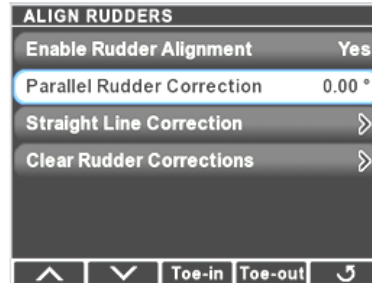 ALIGN RUDDERS
Enable Rudder Alignment Yes
Parallel Rudder Correction 0.00 °
Straight Line Correction
Clear Rudder Corrections
Toe-in Toe-out